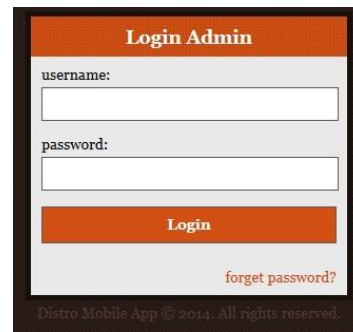 Login Admin
username:
password:
Login
forget password?
Distro Mobile App © 2014. All rights reserved.